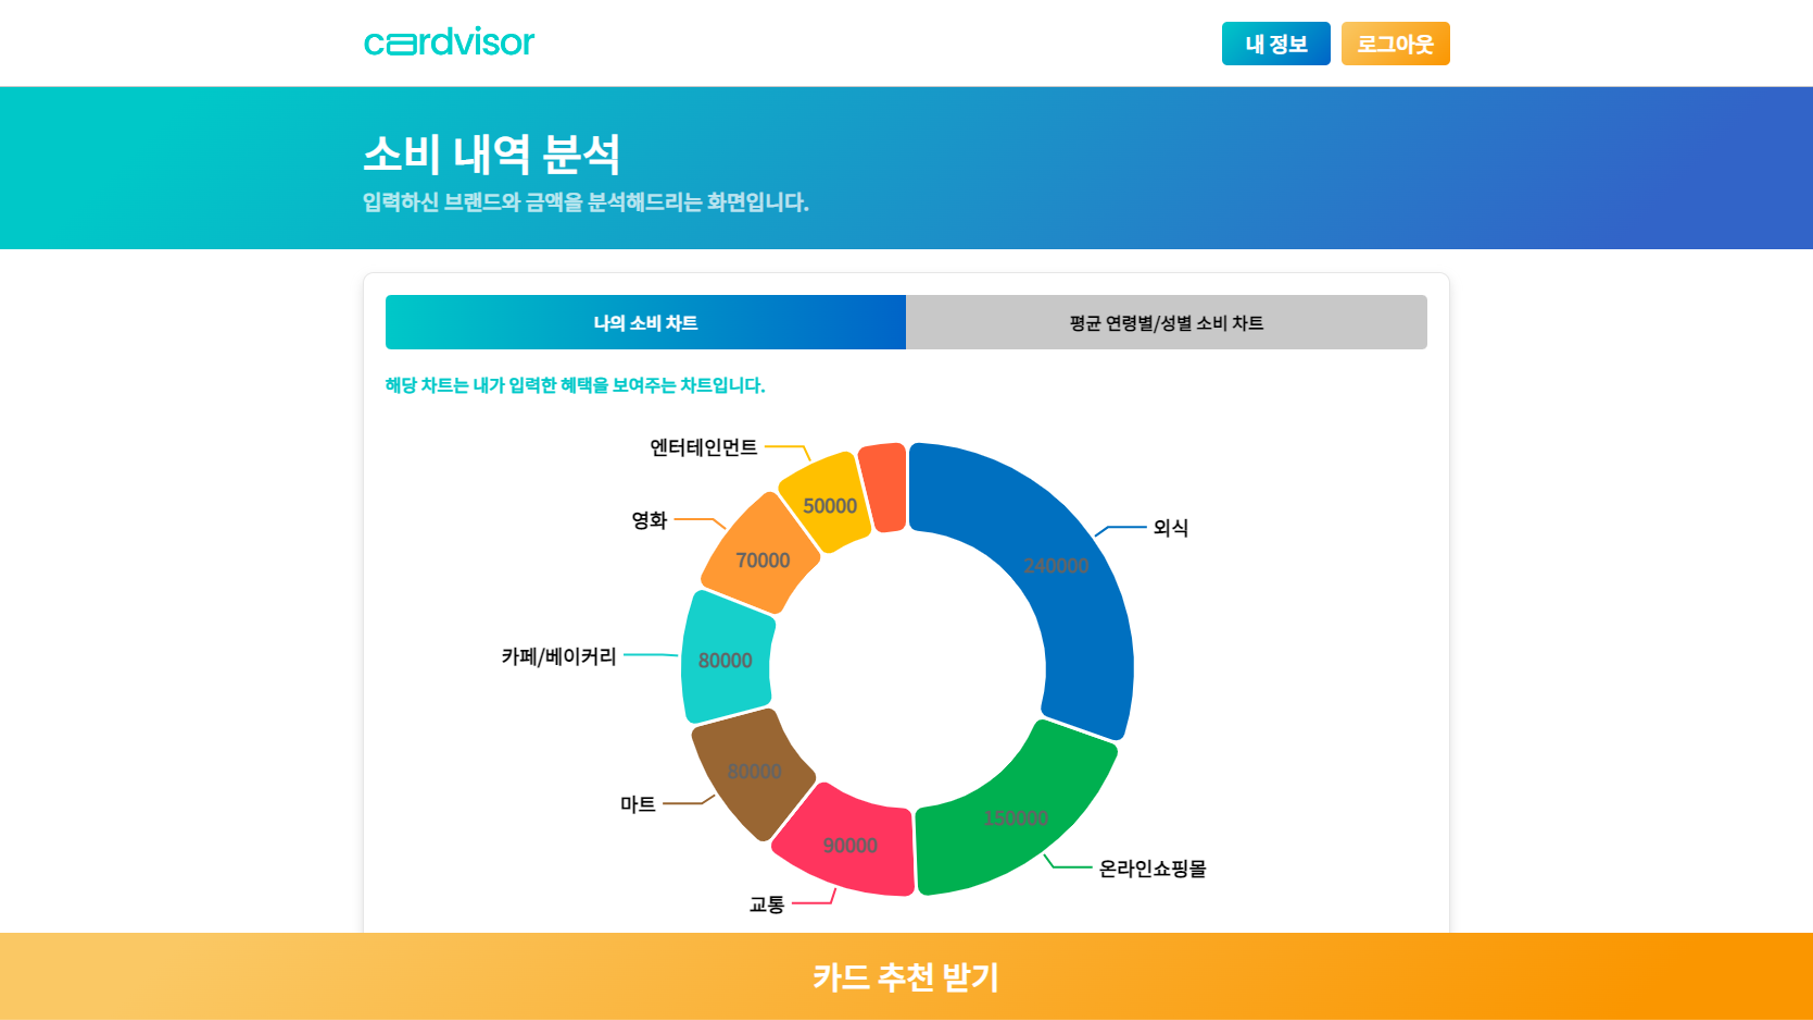 cardvisor
내 정보
로그아웃
소비 내역 분석
입력하신 브랜드와 금액을 분석해드리는 화면입니다.
나의 소비 차트
평균 연령별/성별 소비 차트
해당 차트는 내가 입력한 혜택을 보여주는 차트입니다.
엔터테인먼트
50000
영화
70000
외식
240000
카페/베이커리
80000
마트
80000
교통
90000
150000
온라인쇼핑몰
카드 추천 받기